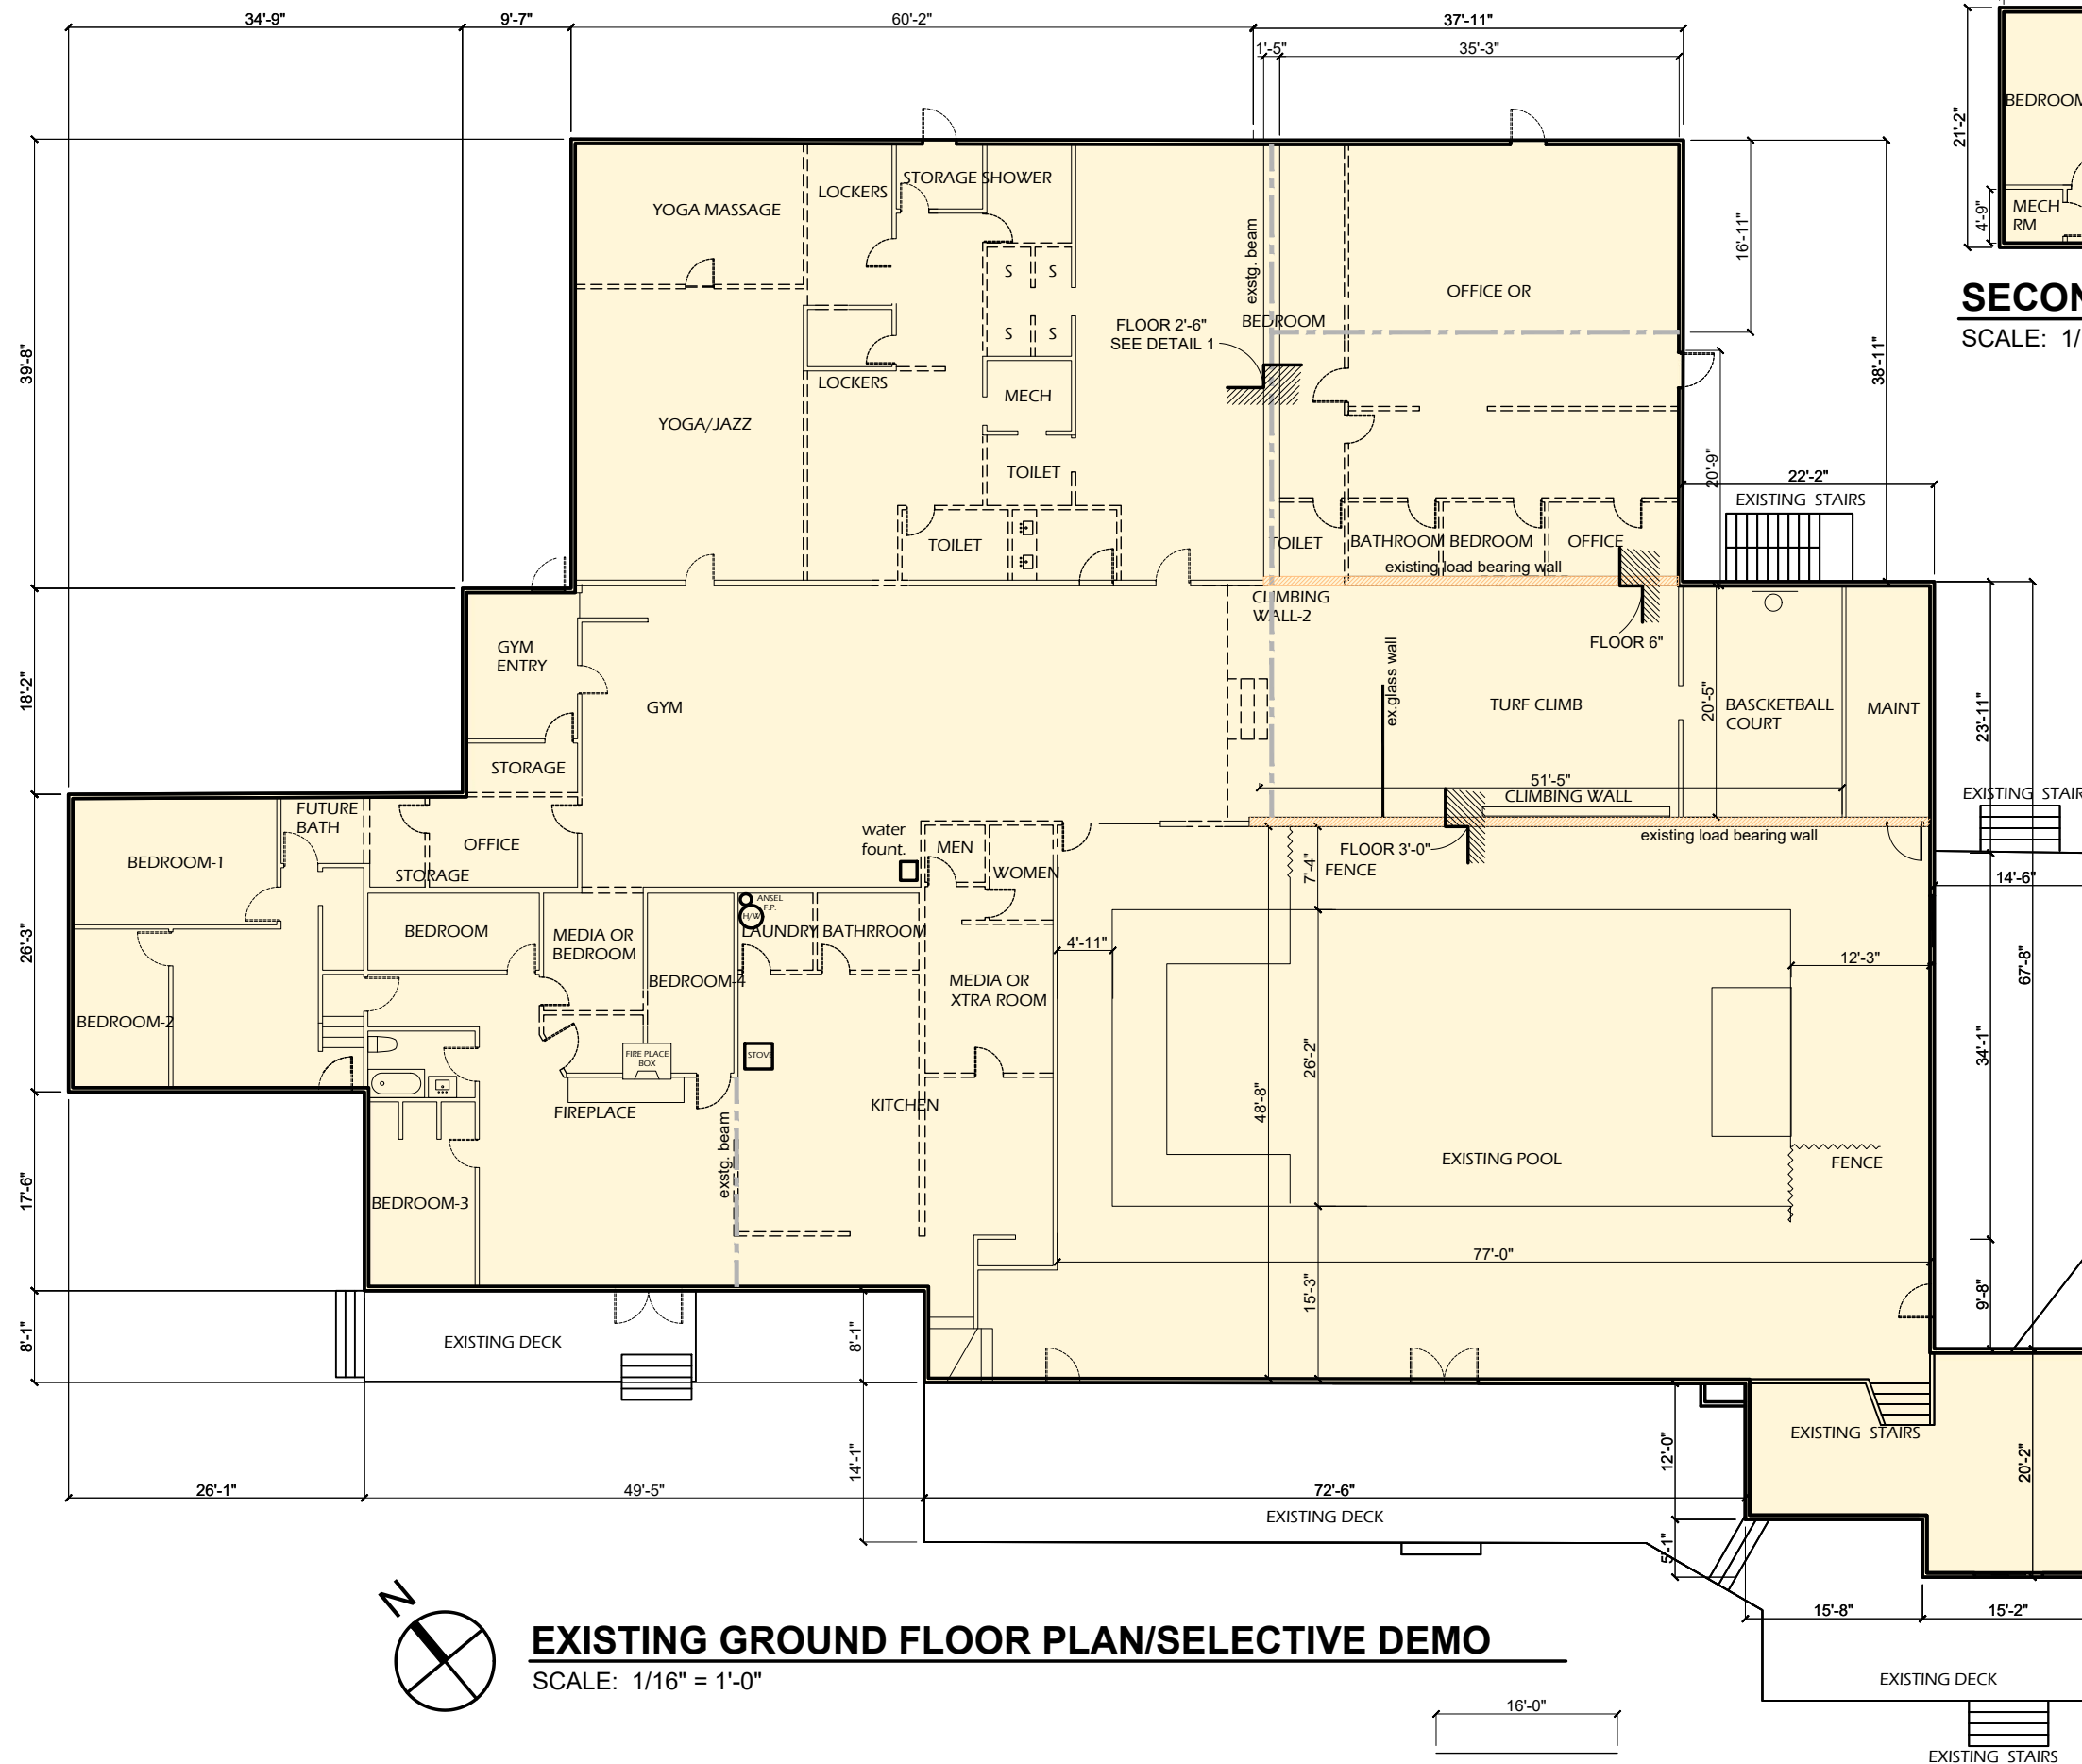 34'-9"
9'-7"
60'-2"
37'-11"
1'-5"
35'-3"
21'-2"
BEDROOM
4'-9"
MECH
RM
SECON
SCALE: 1/
39'-8"
YOGA MASSAGE
LOCKERS
STORAGE
SHOWER
S
S
S
S
exstg. beam
OFFICE OR
BEDROOM
FLOOR 2'-6"
SEE DETAIL 1
16'-11"
38'-11"
20'-9"
22'-2"
EXISTING STAIRS
LOCKERS
YOGA/JAZZ
MECH
TOILET
TOILET
TOILET
BATHROOM
BEDROOM
OFFICE
existing load bearing wall
CLIMBING
WALL-2
FLOOR 6"
18'-2"
GYM
ENTRY
GYM
STORAGE
ex.glass wall
TURF CLIMB
20'-5"
BASCKETBALL
COURT
MAINT
23'-11"
51'-5"
CLIMBING WALL
EXISTING STAIR
existing load bearing wall
FLOOR 3'-0"
FENCE
7'-4"
14'-6"
FUTURE
BATH
BEDROOM-1
OFFICE
STORAGE
water
fount.
MEN
WOMEN
26'-3"
BEDROOM
MEDIA OR
BEDROOM
BEDROOM-4
ANSEL
F.P.
H/W
LAUNDRY
BATHRROOM
MEDIA OR
XTRA ROOM
4'-11"
12'-3"
67'-8"
BEDROOM-2
FIRE PLACE
BOX
STOVE
FIREPLACE
KITCHEN
exstg. beam
48'-8"
26'-2"
34'-1"
EXISTING POOL
FENCE
17'-6"
BEDROOM-3
77'-0"
15'-3"
9'-8"
8'-1"
EXISTING DECK
8'-1"
14'-1"
EXISTING STAIRS
12'-0"
20'-2"
26'-1"
49'-5"
72'-6"
EXISTING DECK
5'-1"
15'-8"
15'-2"
N
EXISTING GROUND FLOOR PLAN/SELECTIVE DEMO
SCALE: 1/16" = 1'-0"
16'-0"
EXISTING DECK
EXISTING STAIRS